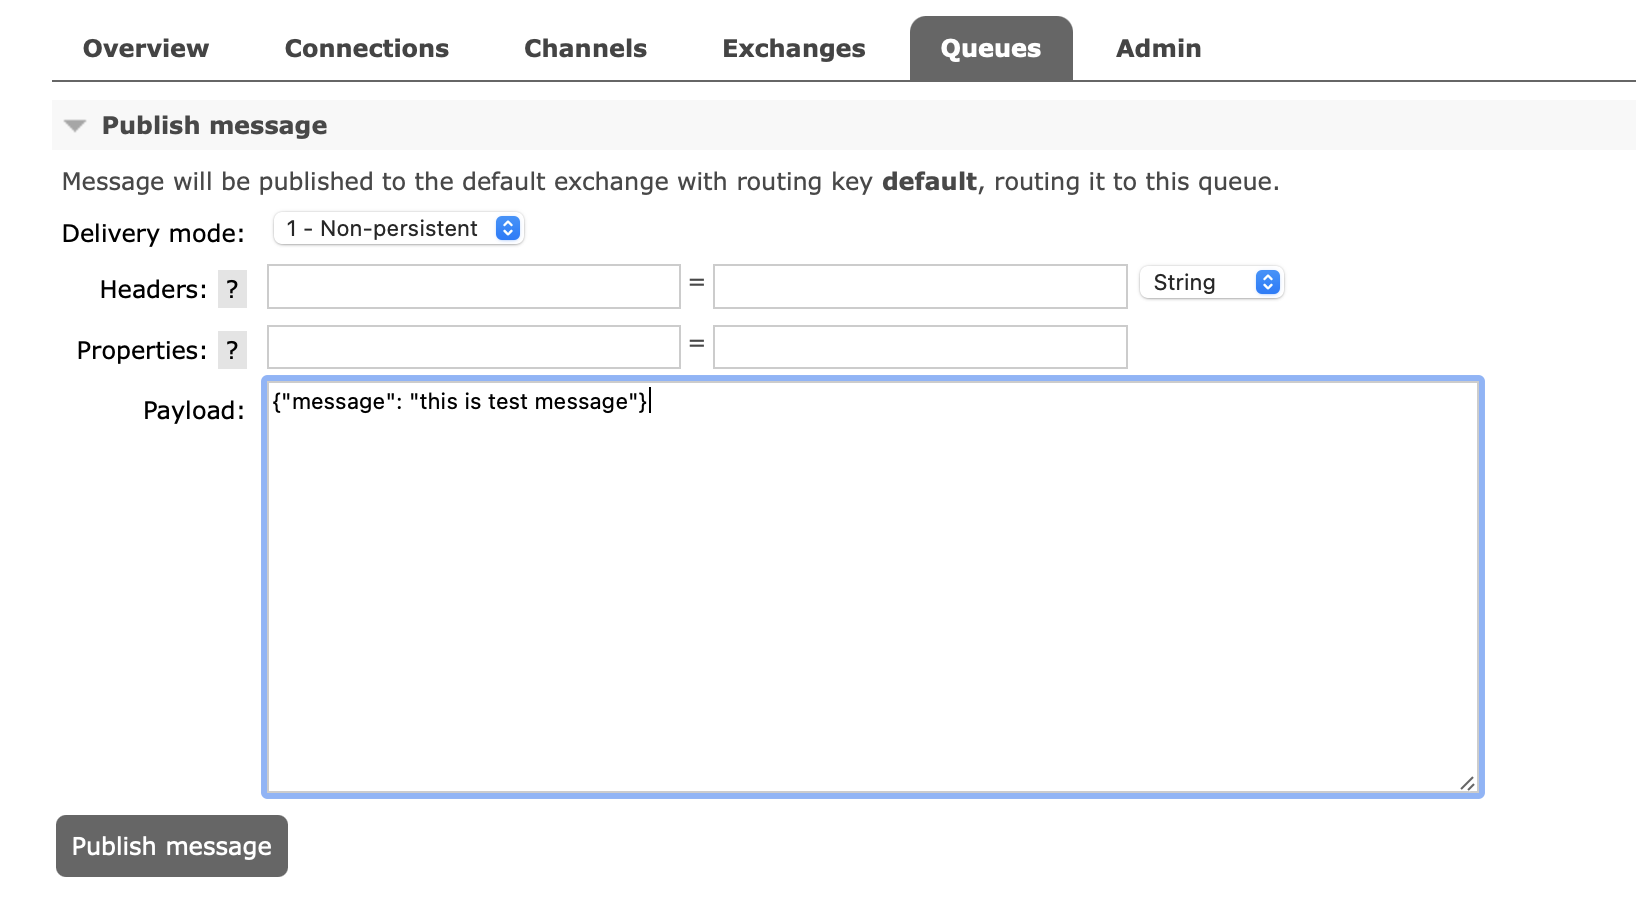 Overview Connections Channels Exchanges Queues Admin
Publish message
Message will be published to the default exchange with routing key default, routing it to this queue.
Delivery mode: 1 - Non-persistent
Headers: ? = String
Properties: ? =
Payload: {"message": "this is test message"}
Publish message